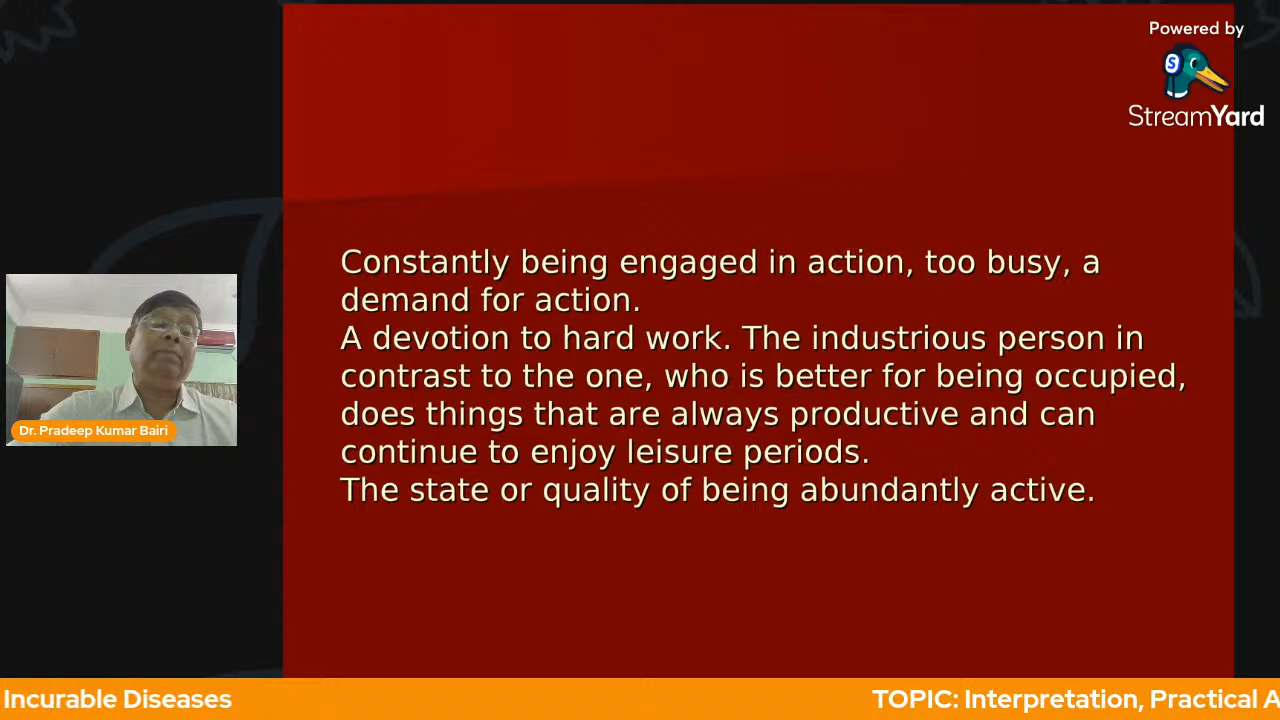 Powered by
StreamYard
Constantly being engaged in action, too busy, a
demand for action.
A devotion to hard work. The industrious person in
contrast to the one, who is better for being occupied,
does things that are always productive and can
continue to enjoy leisure periods.
The state or quality of being abundantly active.
Dr. Pradeep Kumar Bairi
Incurable Diseases
TOPIC: Interpretation, Practical A